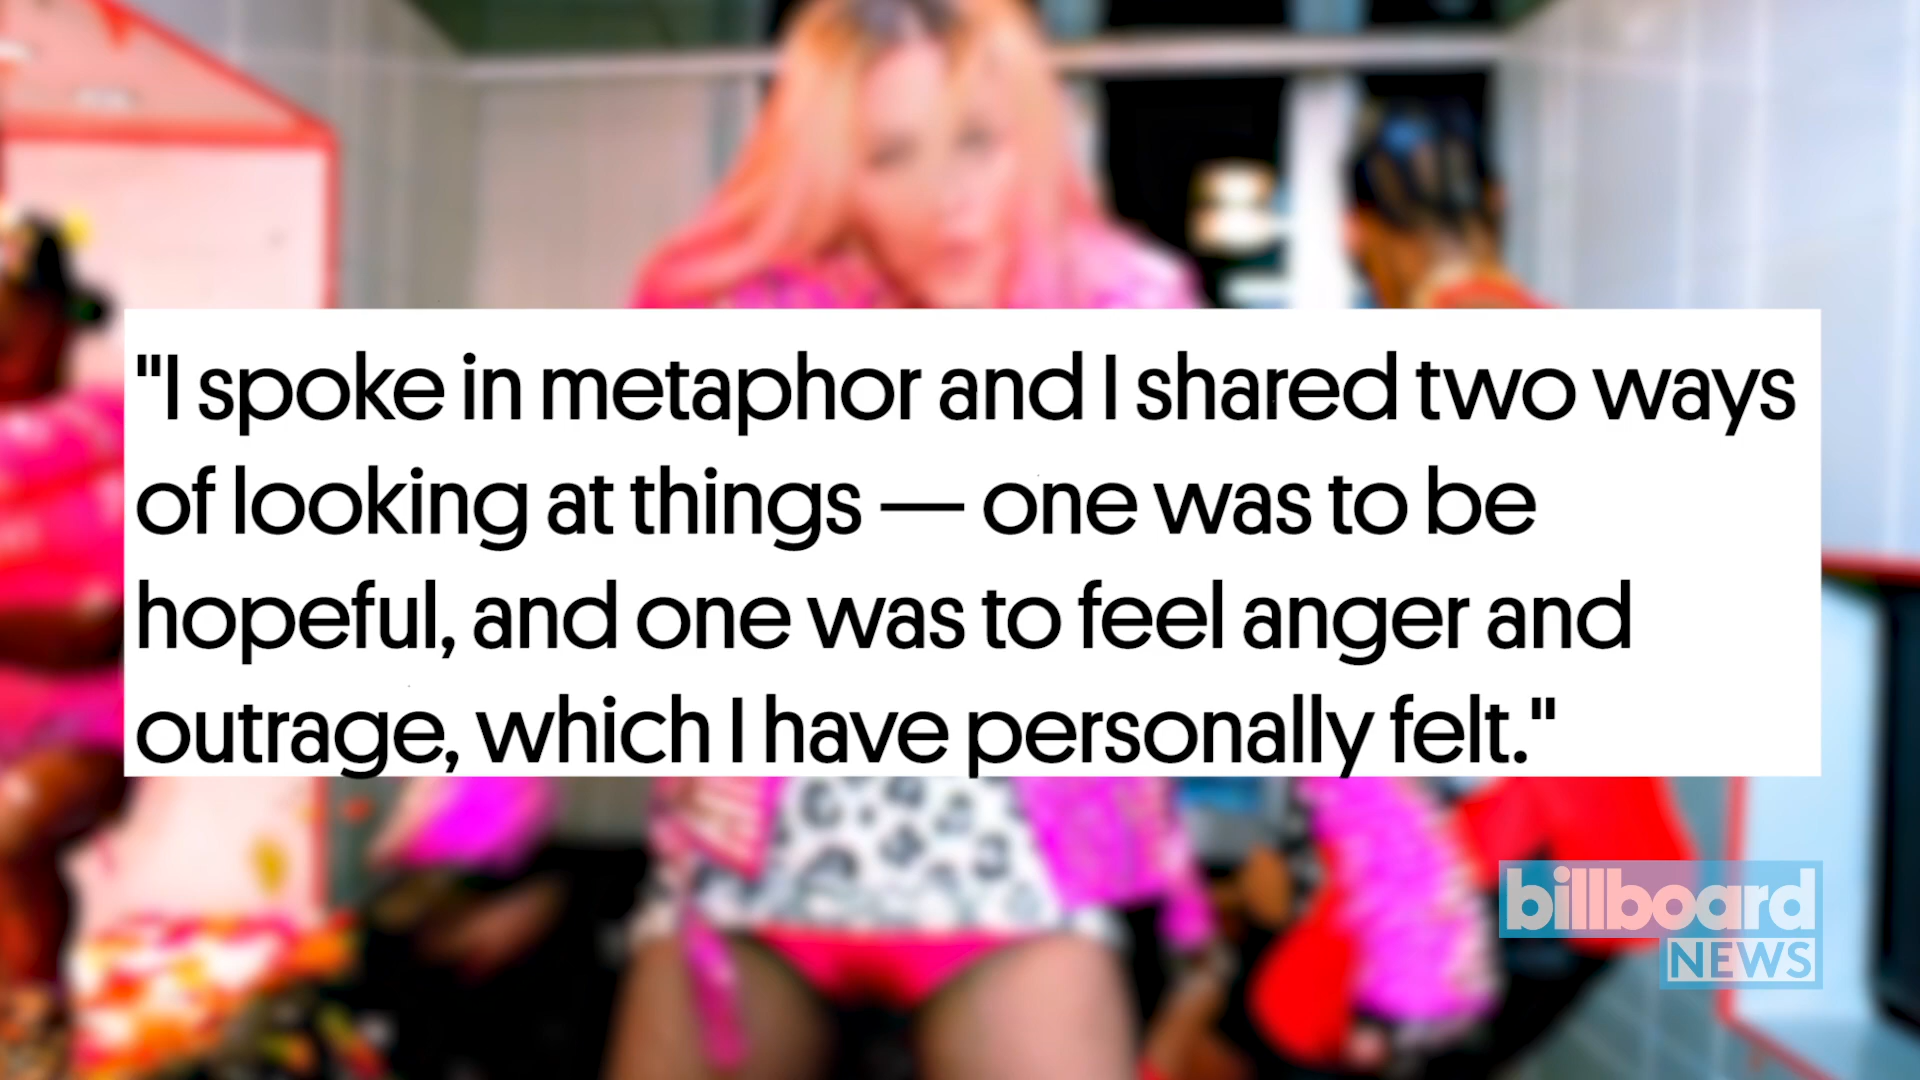 "I spoke in metaphor and I shared two ways
of looking at things — one was to be
hopeful, and one was to feel anger and
outrage, which I have personally felt."
billboard
NEWS